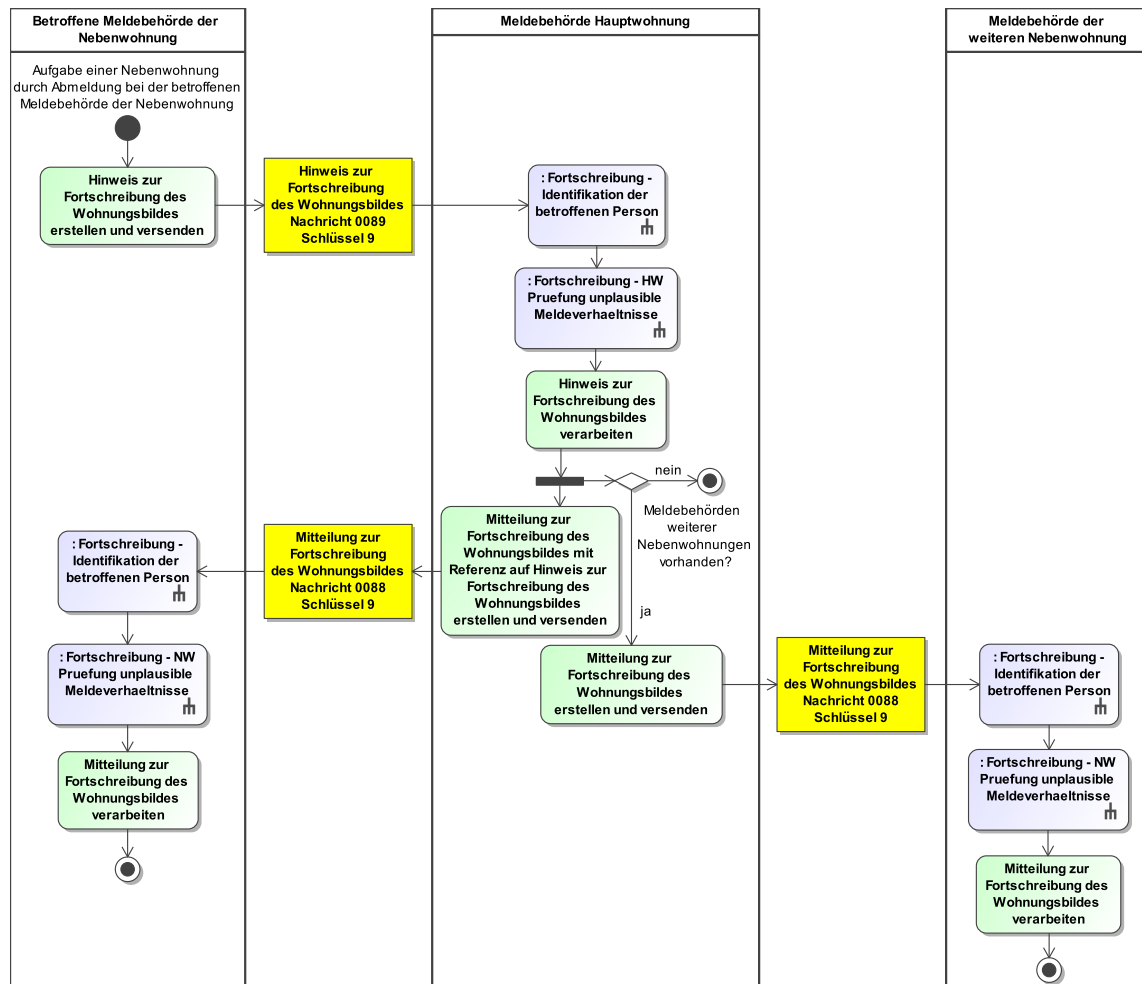 Betroffene Meldebehörde der
Nebenwohnung
Meldebehörde Hauptwohnung
Meldebehörde der
weiteren Nebenwohnung
Aufgabe einer Nebenwohnung
durch Abmeldung bei der betroffenen
Meldebehörde der Nebenwohnung
Hinweis zur
Fortschreibung des
Wohnungsbildes
erstellen und versenden
Hinweis zur
Fortschreibung
des Wohnungsbildes
Nachricht 0089
Schlüssel 9
: Fortschreibung -
Identifikation der
betroffenen Person
: Fortschreibung - HW
Pruefung unplausible
Meldeverhaeltnisse
Hinweis zur
Fortschreibung des
Wohnungsbildes
verarbeiten
nein
Meldebehörden
weiterer
Nebenwohnungen
vorhanden?
ja
Mitteilung zur
Fortschreibung des
Wohnungsbildes mit
Referenz auf Hinweis zur
Fortschreibung des
Wohnungsbildes
erstellen und versenden
Mitteilung zur
Fortschreibung
des Wohnungsbildes
Nachricht 0088
Schlüssel 9
: Fortschreibung -
Identifikation der
betroffenen Person
: Fortschreibung - NW
Pruefung unplausible
Meldeverhaeltnisse
Mitteilung zur
Fortschreibung des
Wohnungsbildes
verarbeiten
Mitteilung zur
Fortschreibung des
Wohnungsbildes
erstellen und versenden
Mitteilung zur
Fortschreibung
des Wohnungsbildes
Nachricht 0088
Schlüssel 9
: Fortschreibung -
Identifikation der
betroffenen Person
: Fortschreibung - NW
Pruefung unplausible
Meldeverhaeltnisse
Mitteilung zur
Fortschreibung des
Wohnungsbildes
verarbeiten